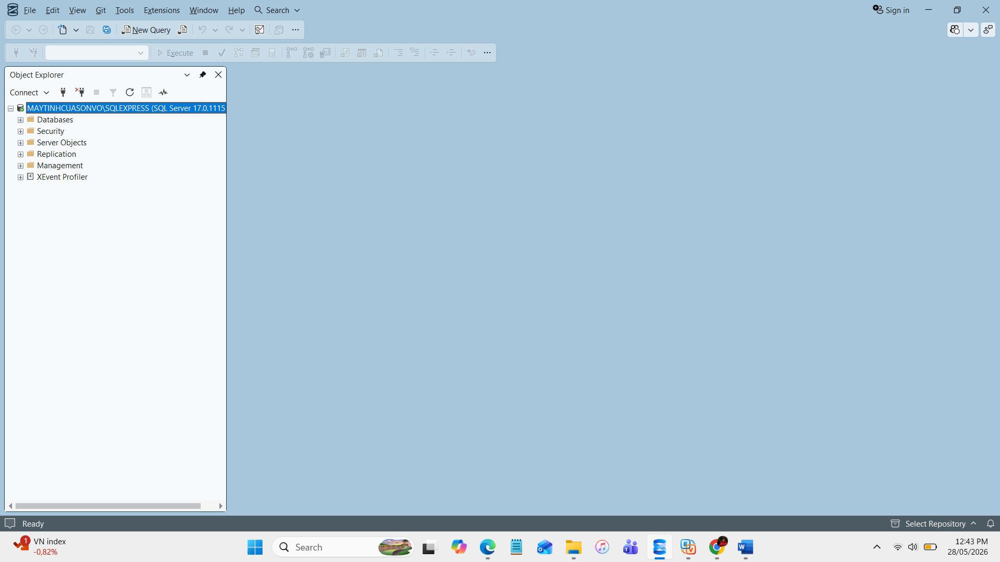 File Edit View Git Tools Extensions Window Help Search Sign in
New Query
Execute
Object Explorer
Connect
MAYTINHCUASONVO\SQLEXPRESS (SQL Server 17.0.1115
Databases
Security
Server Objects
Replication
Management
XEvent Profiler
Ready Select Repository
1 VN index
-0,82%
Search
12:43 PM
28/05/2026